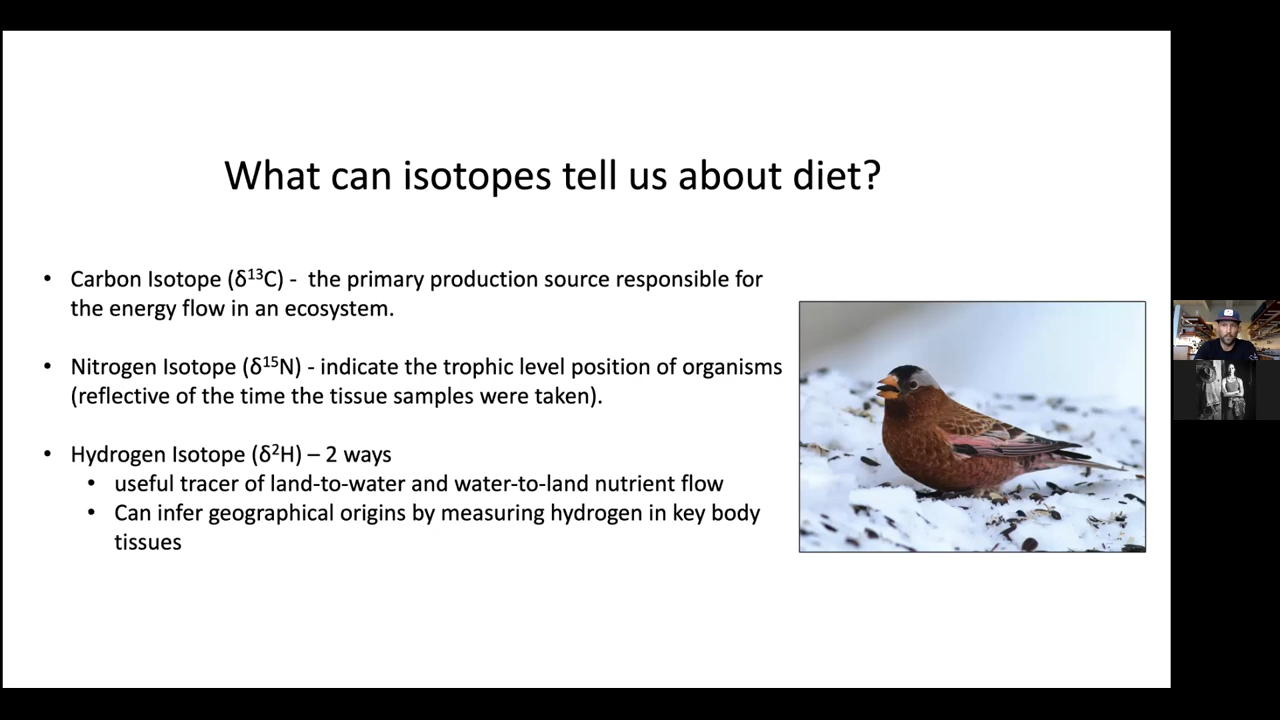 What can isotopes tell us about diet?
• Carbon Isotope (δ¹³C) - the primary production source responsible for
the energy flow in an ecosystem.
• Nitrogen Isotope (δ¹⁵N) - indicate the trophic level position of organisms
(reflective of the time the tissue samples were taken).
• Hydrogen Isotope (δ²H) – 2 ways
• useful tracer of land-to-water and water-to-land nutrient flow
• Can infer geographical origins by measuring hydrogen in key body
tissues